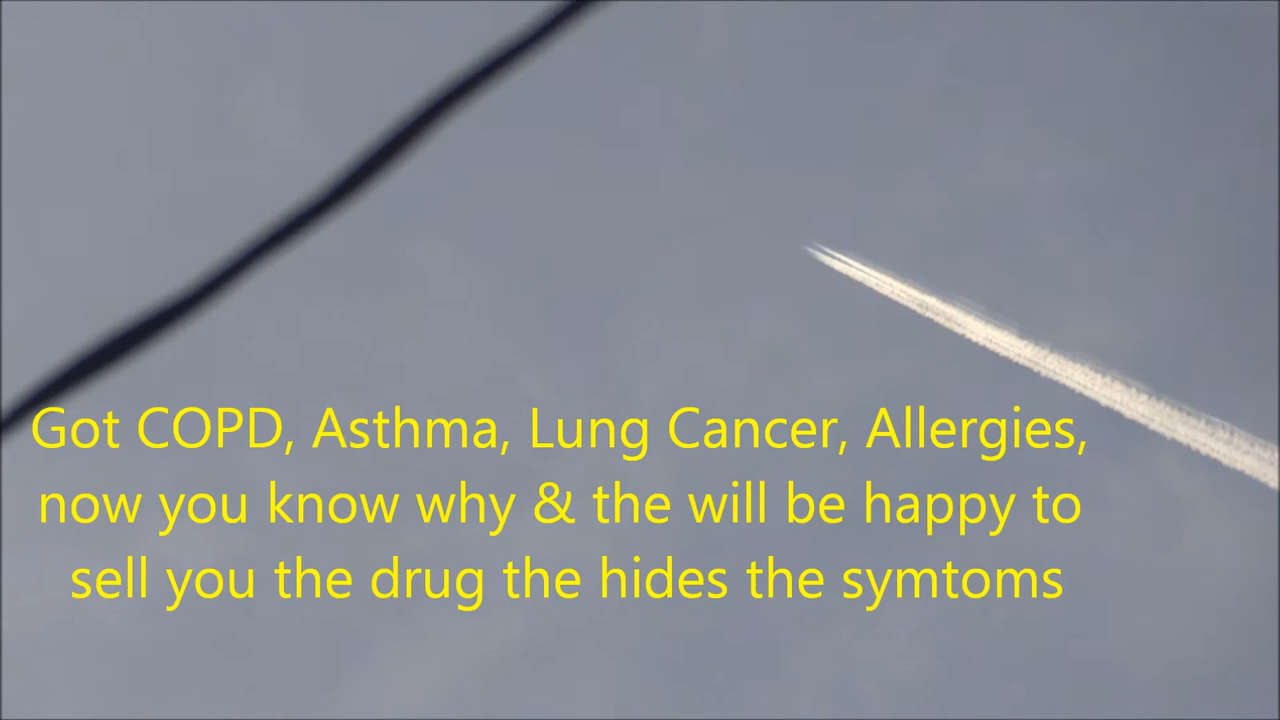 Got COPD, Asthma, Lung Cancer, Allergies,
now you know why & the will be happy to
sell you the drug the hides the symtoms